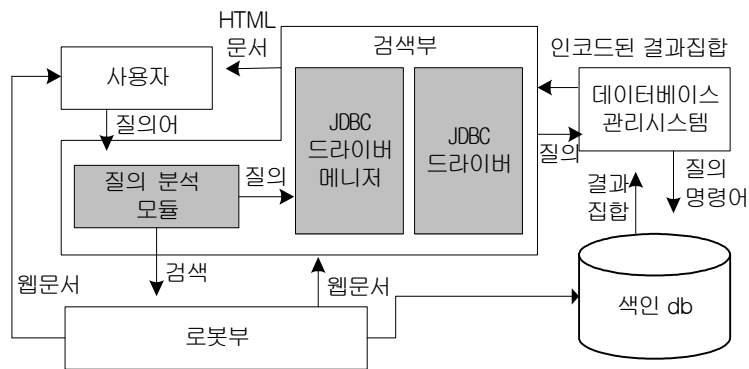 HTML
문서
검색부
인코드된 결과집합
사용자
JDBC
드라이버
메니저
JDBC
드라이버
데이터베이스
관리시스템
질의어
질의
질의 분석
모듈
질의
결과
집합
질의
명령어
검색
웹문서
웹문서
색인 db
로봇부